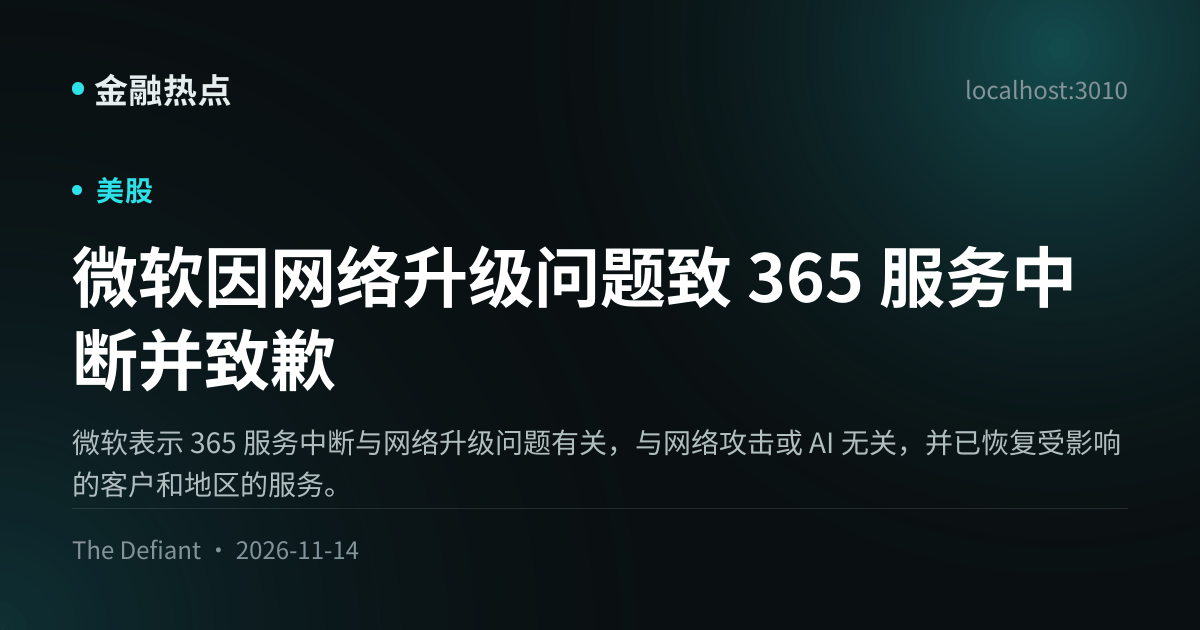 金融热点
localhost:3010
美股
微软因网络升级问题致 365 服务中
断并致歉
微软表示 365 服务中断与网络升级问题有关，与网络攻击或 AI 无关，并已恢复受影响
的客户和地区的服务。
The Defiant · 2026-11-14